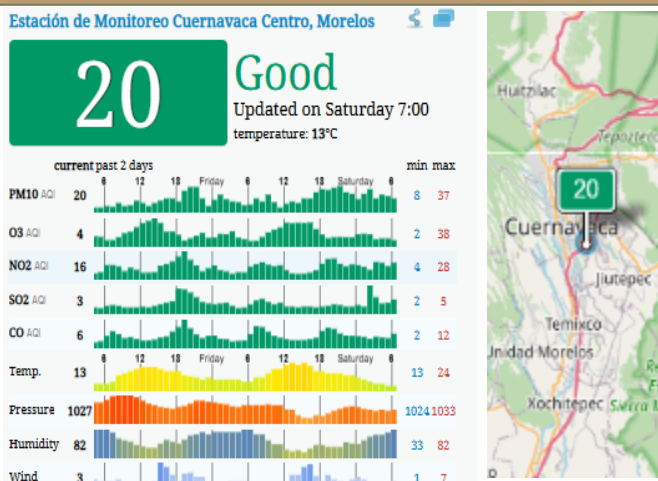 Estación de Monitoreo Cuernavaca Centro, Morelos
20
Good
Updated on Saturday 7:00
temperature: 13°C
current past 2 days min max
6 12 18 Friday 6 12 18 Saturday 6
PM10 AQI 20 8 37
O3 AQI 4 2 38
NO2 AQI 16 4 28
SO2 AQI 3 2 5
CO AQI 6 2 12
6 12 18 Friday 6 12 18 Saturday 6
Temp. 13 13 24
Pressure 1027 1024 1033
Humidity 82 33 82
Wind 3 1 7
Huitzilac
Tepozteco
20
Cuernavaca
Jiutepec
Temixco
Unidad Morelos
Xochitepec Sierra